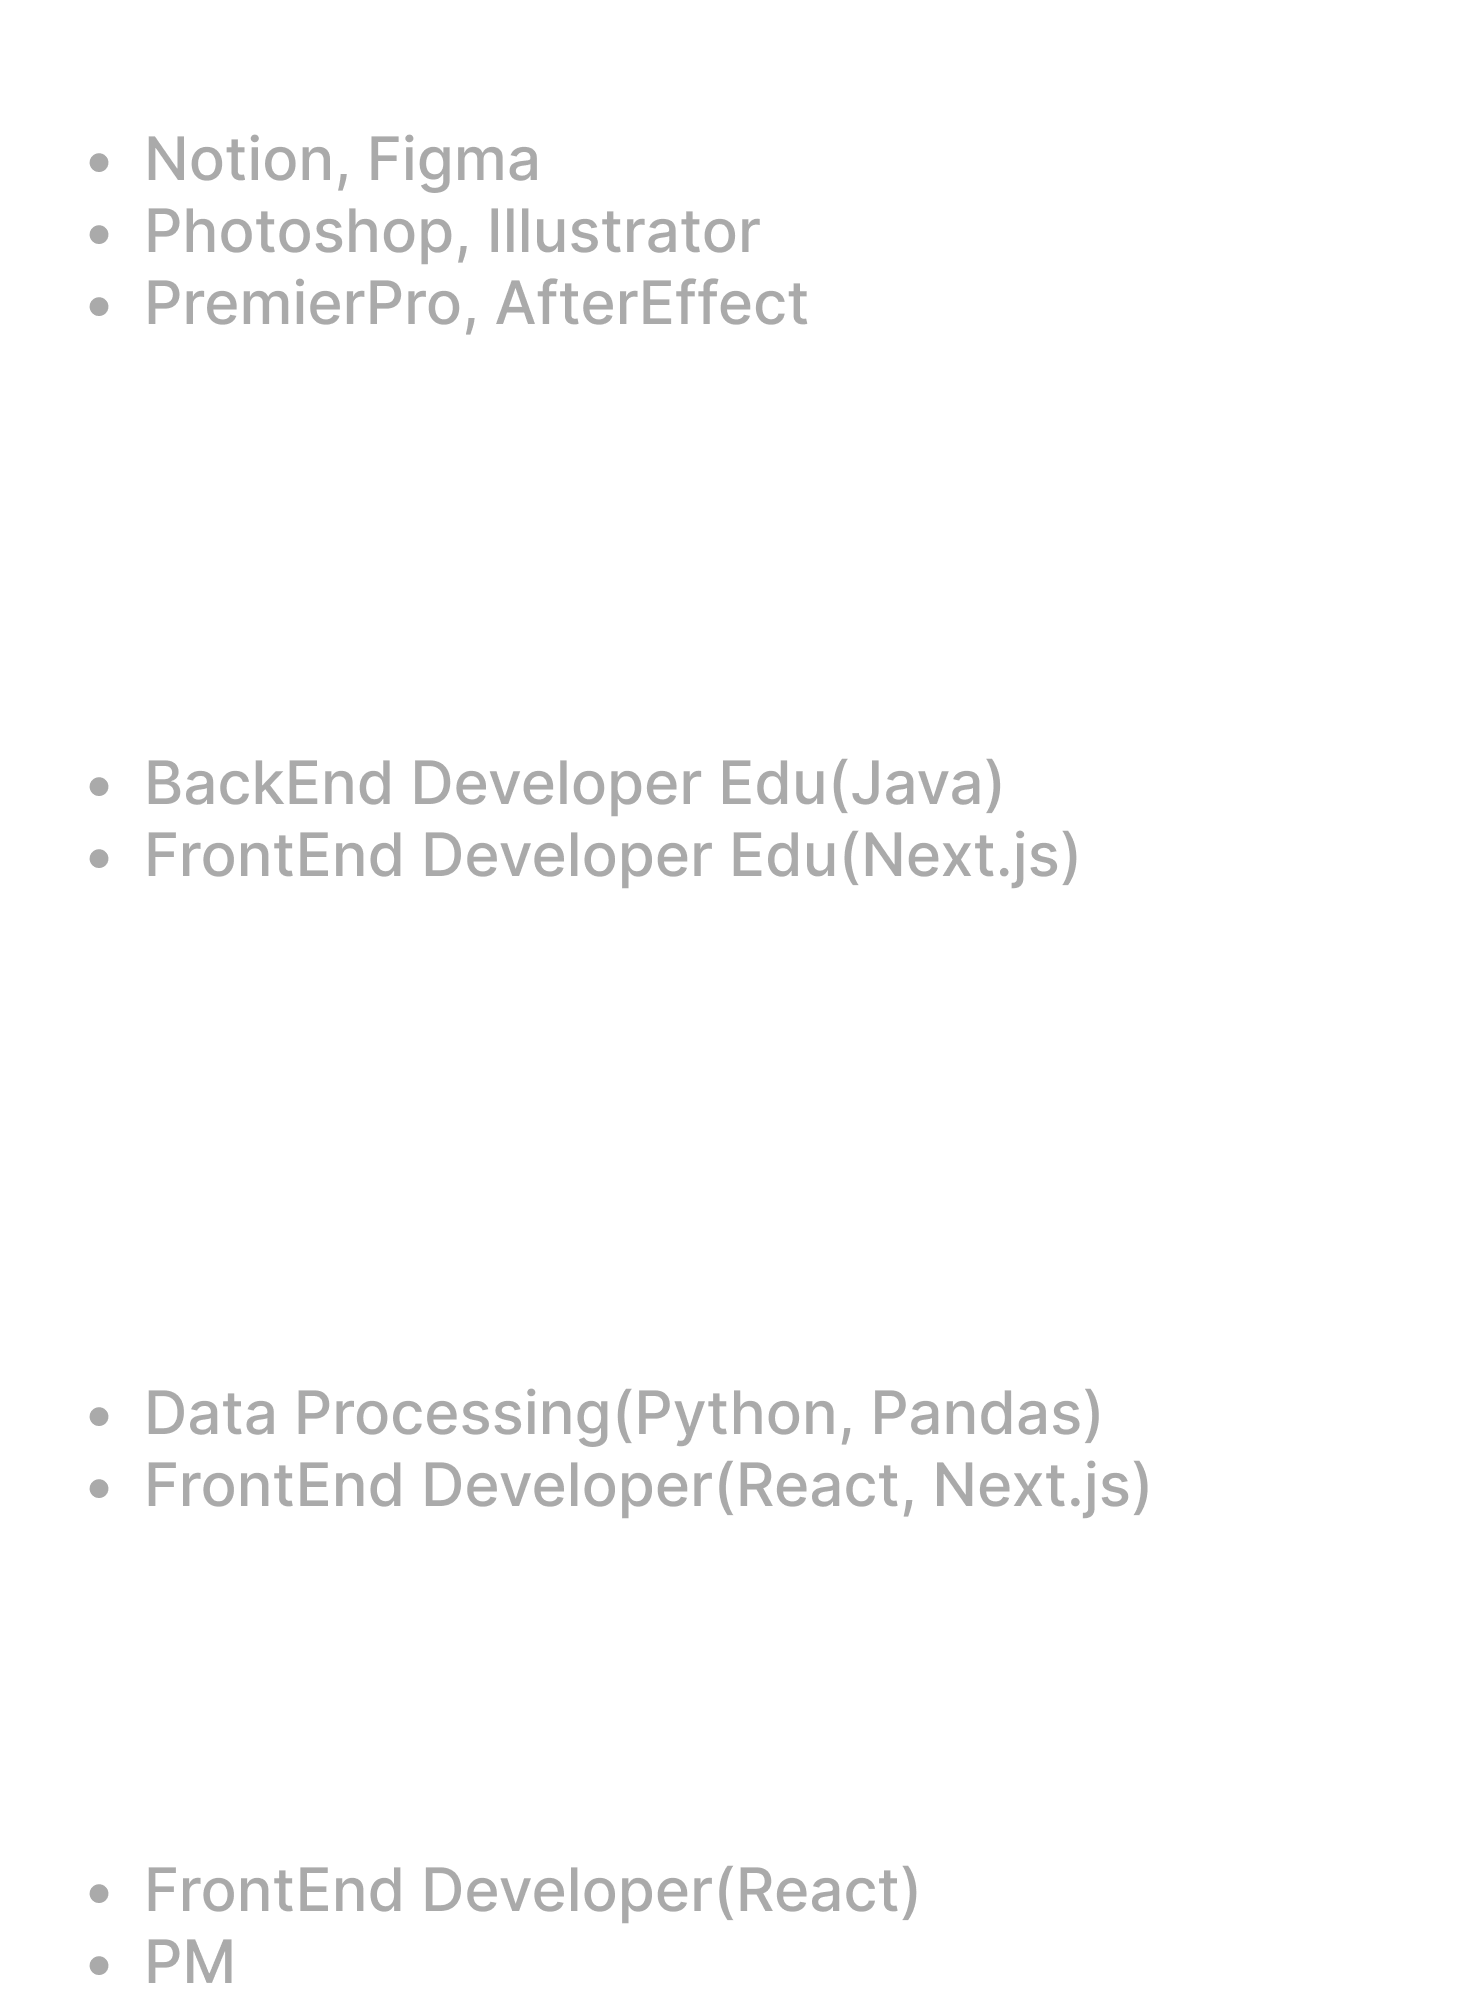 • Notion, Figma
• Photoshop, Illustrator
• PremierPro, AfterEffect
• BackEnd Developer Edu(Java)
• FrontEnd Developer Edu(Next.js)
• Data Processing(Python, Pandas)
• FrontEnd Developer(React, Next.js)
• FrontEnd Developer(React)
• PM